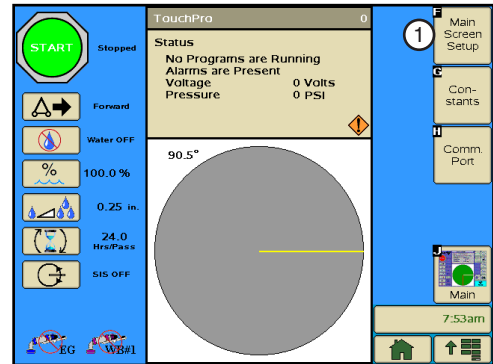 TouchPro 0
START
Stopped
Forward
Water OFF
%
100.0 %
0.25 in.
24.0
Hrs/Pass
SIS OFF
EG
WB#1
Status
No Programs are Running
Alarms are Present
Voltage 0 Volts
Pressure 0 PSI
!
90.5°
1
F
Main
Screen
Setup
G
Con-
stants
H
Comm.
Port
J
Main
7:53am